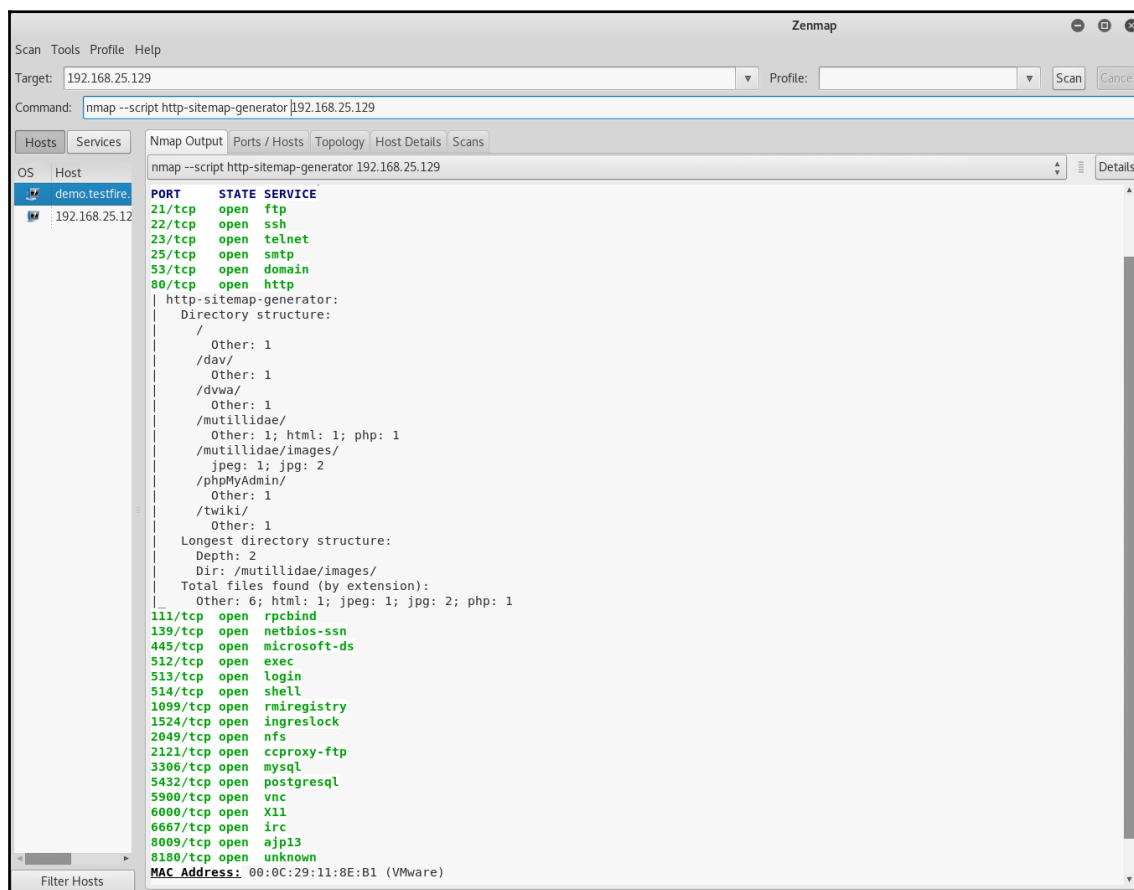 Zenmap
Scan Tools Profile Help
Target: 192.168.25.129 Profile: Scan Cancel
Command: nmap --script http-sitemap-generator 192.168.25.129
Hosts Services Nmap Output Ports / Hosts Topology Host Details Scans
OS Host nmap --script http-sitemap-generator 192.168.25.129 Details
demo.testfire.
192.168.25.12
PORT STATE SERVICE
21/tcp open ftp
22/tcp open ssh
23/tcp open telnet
25/tcp open smtp
53/tcp open domain
80/tcp open http
| http-sitemap-generator:
|   Directory structure:
|     /
|       Other: 1
|     /dav/
|       Other: 1
|     /dvwa/
|       Other: 1
|     /mutillidae/
|       Other: 1; html: 1; php: 1
|     /mutillidae/images/
|       jpeg: 1; jpg: 2
|     /phpMyAdmin/
|       Other: 1
|     /twiki/
|       Other: 1
|   Longest directory structure:
|     Depth: 2
|     Dir: /mutillidae/images/
|   Total files found (by extension):
|_    Other: 6; html: 1; jpeg: 1; jpg: 2; php: 1
111/tcp open rpcbind
139/tcp open netbios-ssn
445/tcp open microsoft-ds
512/tcp open exec
513/tcp open login
514/tcp open shell
1099/tcp open rmiregistry
1524/tcp open ingreslock
2049/tcp open nfs
2121/tcp open ccproxy-ftp
3306/tcp open mysql
5432/tcp open postgresql
5900/tcp open vnc
6000/tcp open X11
6667/tcp open irc
8009/tcp open ajp13
8180/tcp open unknown
MAC Address: 00:0C:29:11:8E:B1 (VMware)
Filter Hosts